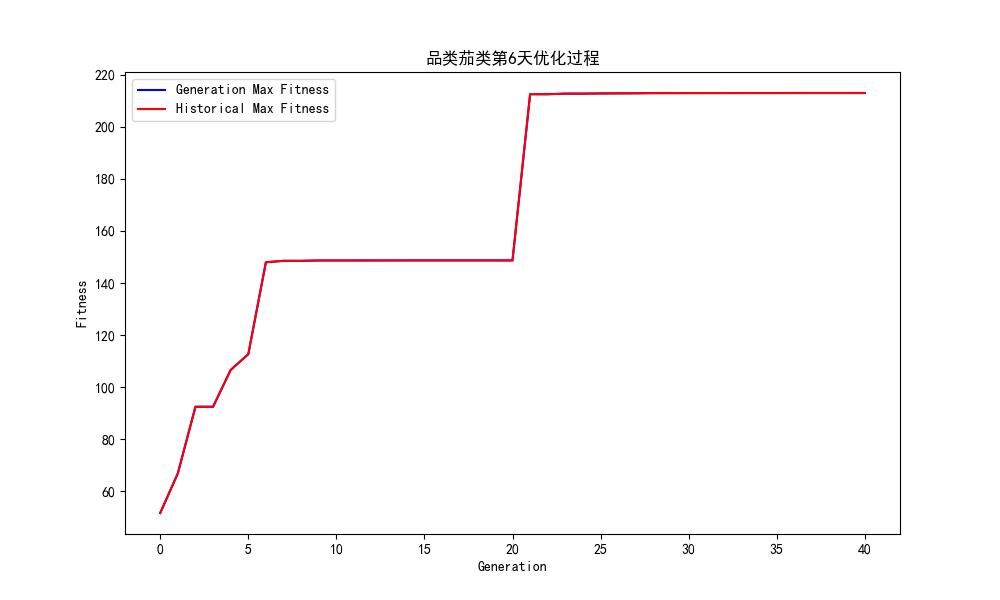 品类茄类第6天优化过程
Generation Max Fitness
Historical Max Fitness
220
200
180
160
140
120
100
80
60
Fitness
0 5 10 15 20 25 30 35 40
Generation